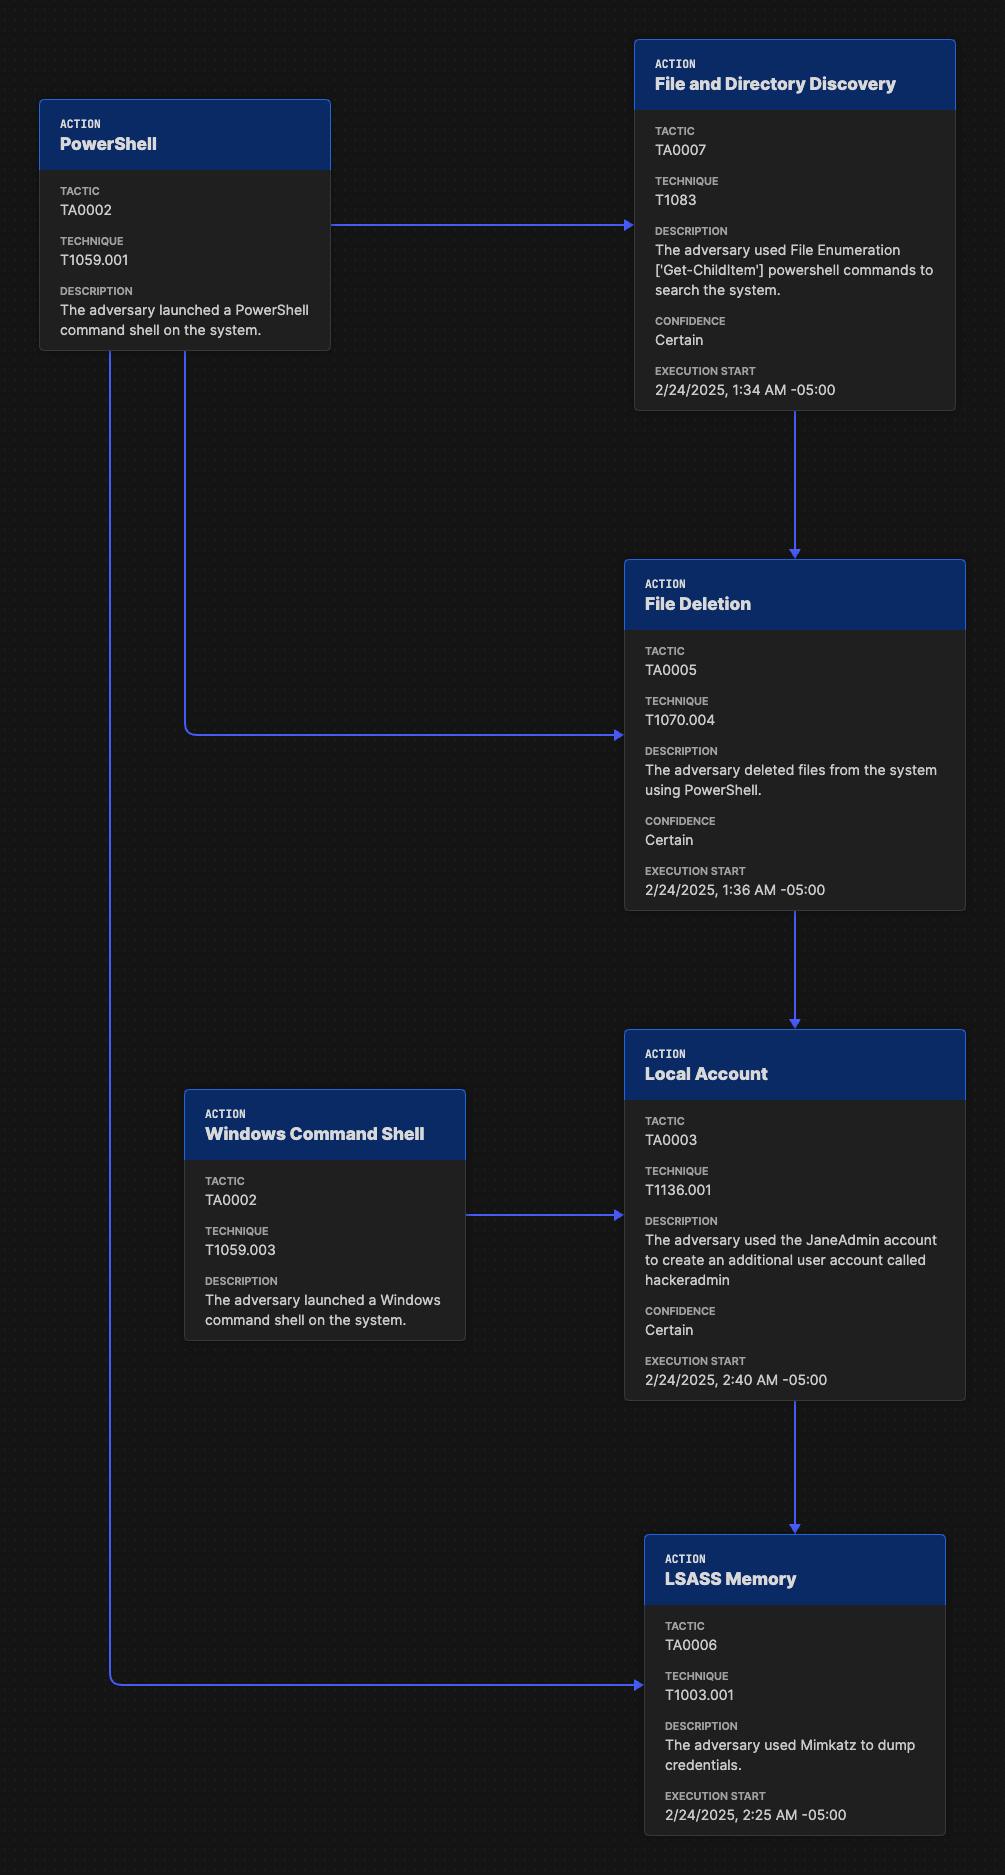 ACTION
PowerShell
TACTIC
TA0002
TECHNIQUE
T1059.001
DESCRIPTION
The adversary launched a PowerShell
command shell on the system.
ACTION
File and Directory Discovery
TACTIC
TA0007
TECHNIQUE
T1083
DESCRIPTION
The adversary used File Enumeration
['Get-ChildItem'] powershell commands to
search the system.
CONFIDENCE
Certain
EXECUTION START
2/24/2025, 1:34 AM -05:00
ACTION
File Deletion
TACTIC
TA0005
TECHNIQUE
T1070.004
DESCRIPTION
The adversary deleted files from the system
using PowerShell.
CONFIDENCE
Certain
EXECUTION START
2/24/2025, 1:36 AM -05:00
ACTION
Windows Command Shell
TACTIC
TA0002
TECHNIQUE
T1059.003
DESCRIPTION
The adversary launched a Windows
command shell on the system.
ACTION
Local Account
TACTIC
TA0003
TECHNIQUE
T1136.001
DESCRIPTION
The adversary used the JaneAdmin account
to create an additional user account called
hackeradmin
CONFIDENCE
Certain
EXECUTION START
2/24/2025, 2:40 AM -05:00
ACTION
LSASS Memory
TACTIC
TA0006
TECHNIQUE
T1003.001
DESCRIPTION
The adversary used Mimkatz to dump
credentials.
EXECUTION START
2/24/2025, 2:25 AM -05:00